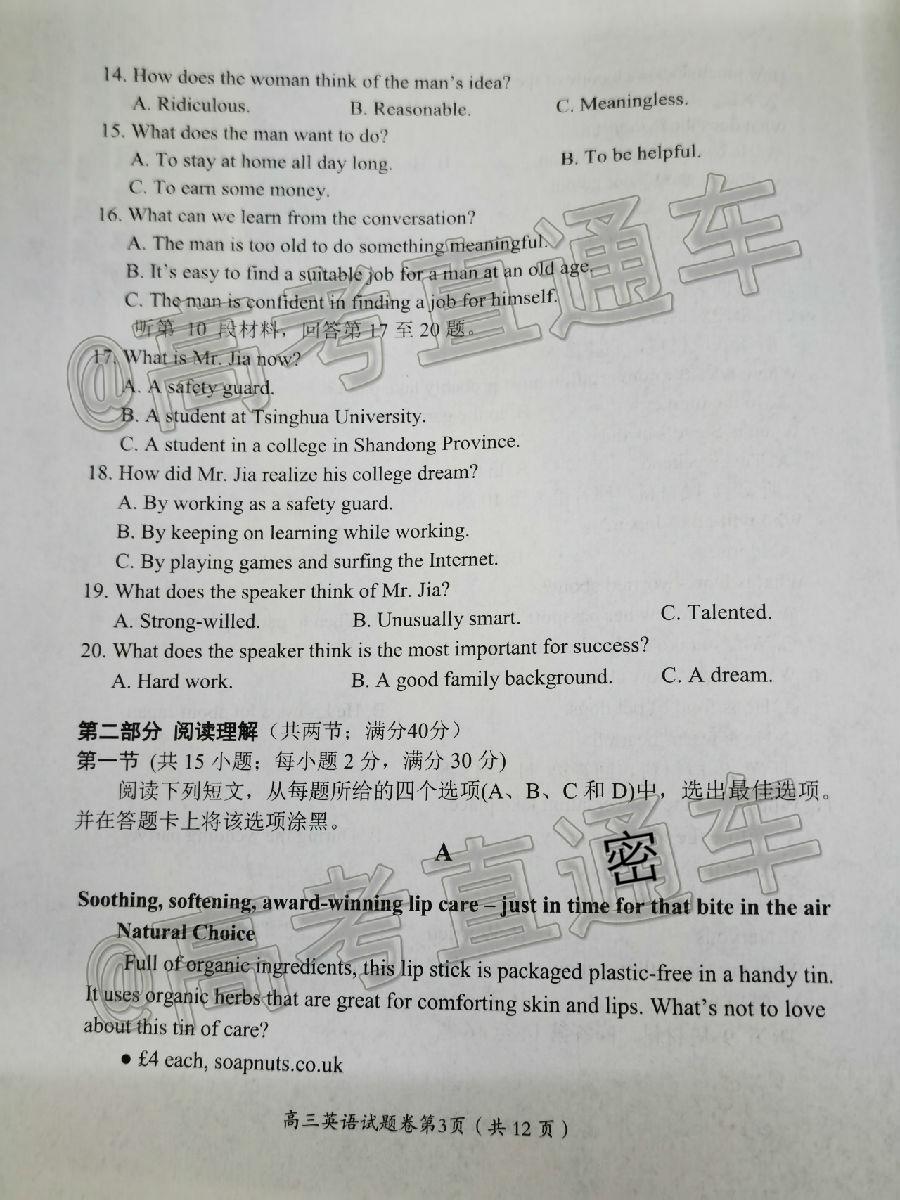 14. How does the woman think of the man's idea?
A. Ridiculous. B. Reasonable. C. Meaningless.
15. What does the man want to do?
A. To stay at home all day long. B. To be helpful.
C. To earn some money.
16. What can we learn from the conversation?
A. The man is too old to do something meaningful.
B. It's easy to find a suitable job for a man at an old age.
C. The man is confident in finding a job for himself.
听第 10 段材料，回答第 17 至 20 题。
17. What is Mr. Jia now?
A. A safety guard.
B. A student at Tsinghua University.
C. A student in a college in Shandong Province.
18. How did Mr. Jia realize his college dream?
A. By working as a safety guard.
B. By keeping on learning while working.
C. By playing games and surfing the Internet.
19. What does the speaker think of Mr. Jia?
A. Strong-willed. B. Unusually smart. C. Talented.
20. What does the speaker think is the most important for success?
A. Hard work. B. A good family background. C. A dream.
第二部分 阅读理解（共两节；满分40分）
第一节 (共 15 小题；每小题 2 分，满分 30 分)
阅读下列短文，从每题所给的四个选项(A、B、C 和 D)中，选出最佳选项。
并在答题卡上将该选项涂黑。
A
密
Soothing, softening, award-winning lip care – just in time for that bite in the air
Natural Choice
Full of organic ingredients, this lip stick is packaged plastic-free in a handy tin.
It uses organic herbs that are great for comforting skin and lips. What's not to love
about this tin of care?
● £4 each, soapnuts.co.uk
高三英语试题卷第3页（共 12 页）
@高考直通车
@高考直通车